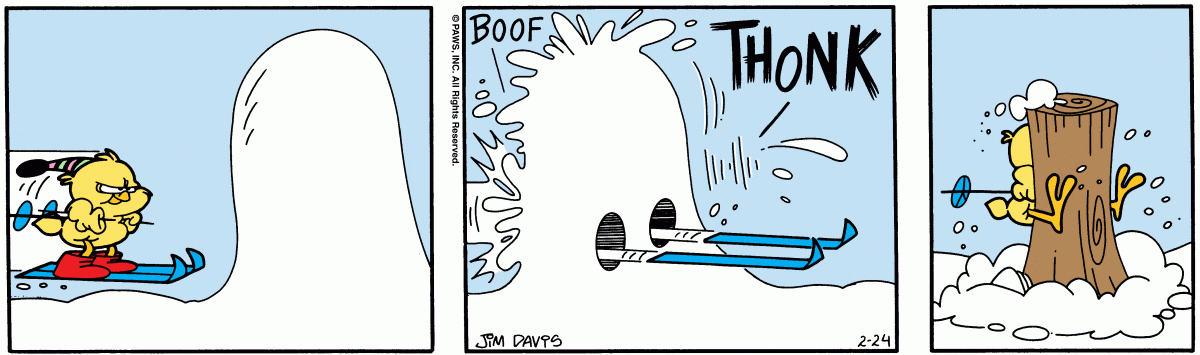 © PAWS, INC. All Rights Reserved.
BOOF
THONK
JIM DAVIS
2-24